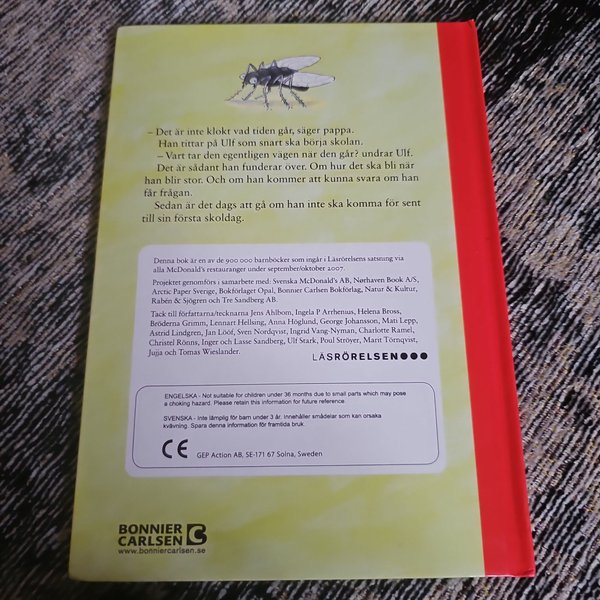 – Det är inte klokt vad tiden går, säger pappa.
Han tittar på Ulf som snart ska börja skolan.
– Vart tar den egentligen vägen när den går? undrar Ulf.
Det är sådant han funderar över. Om hur det ska bli när
han blir stor. Och om han kommer att kunna svara om han
får frågan.
Sedan är det dags att gå om han inte ska komma för sent
till sin första skoldag.
Denna bok är en av de 900 000 barnböcker som ingår i Läsrörelsens satsning via
alla McDonald's restauranger under september/oktober 2007.
Projektet genomförs i samarbete med: Svenska McDonald's AB, Nørhaven Book A/S,
Arctic Paper Sverige, Bokförlaget Opal, Bonnier Carlsen Bokförlag, Natur & Kultur,
Rabén & Sjögren och Tre Sandberg AB.
Tack till författarna/tecknarna Jens Ahlbom, Ingela P Arrhenius, Helena Bross,
Bröderna Grimm, Lennart Hellsing, Anna Höglund, George Johansson, Mati Lepp,
Astrid Lindgren, Jan Lööf, Sven Nordqvist, Ingrid Vang-Nyman, Charlotte Ramel,
Christel Rönns, Inger och Lasse Sandberg, Ulf Stark, Poul Ströyer, Marit Törnqvist,
Jujja och Tomas Wieslander.
LÄSRÖRELSEN
ENGELSKA - Not suitable for children under 36 months due to small parts which may pose
a choking hazard. Please retain this information for future reference.
SVENSKA - Inte lämplig för barn under 3 år. Innehåller smådelar som kan orsaka
kvävning. Spara denna information för framtida bruk.
CE GEP Action AB, SE-171 67 Solna, Sweden
BONNIER
CARLSEN
www.bonniercarlsen.se